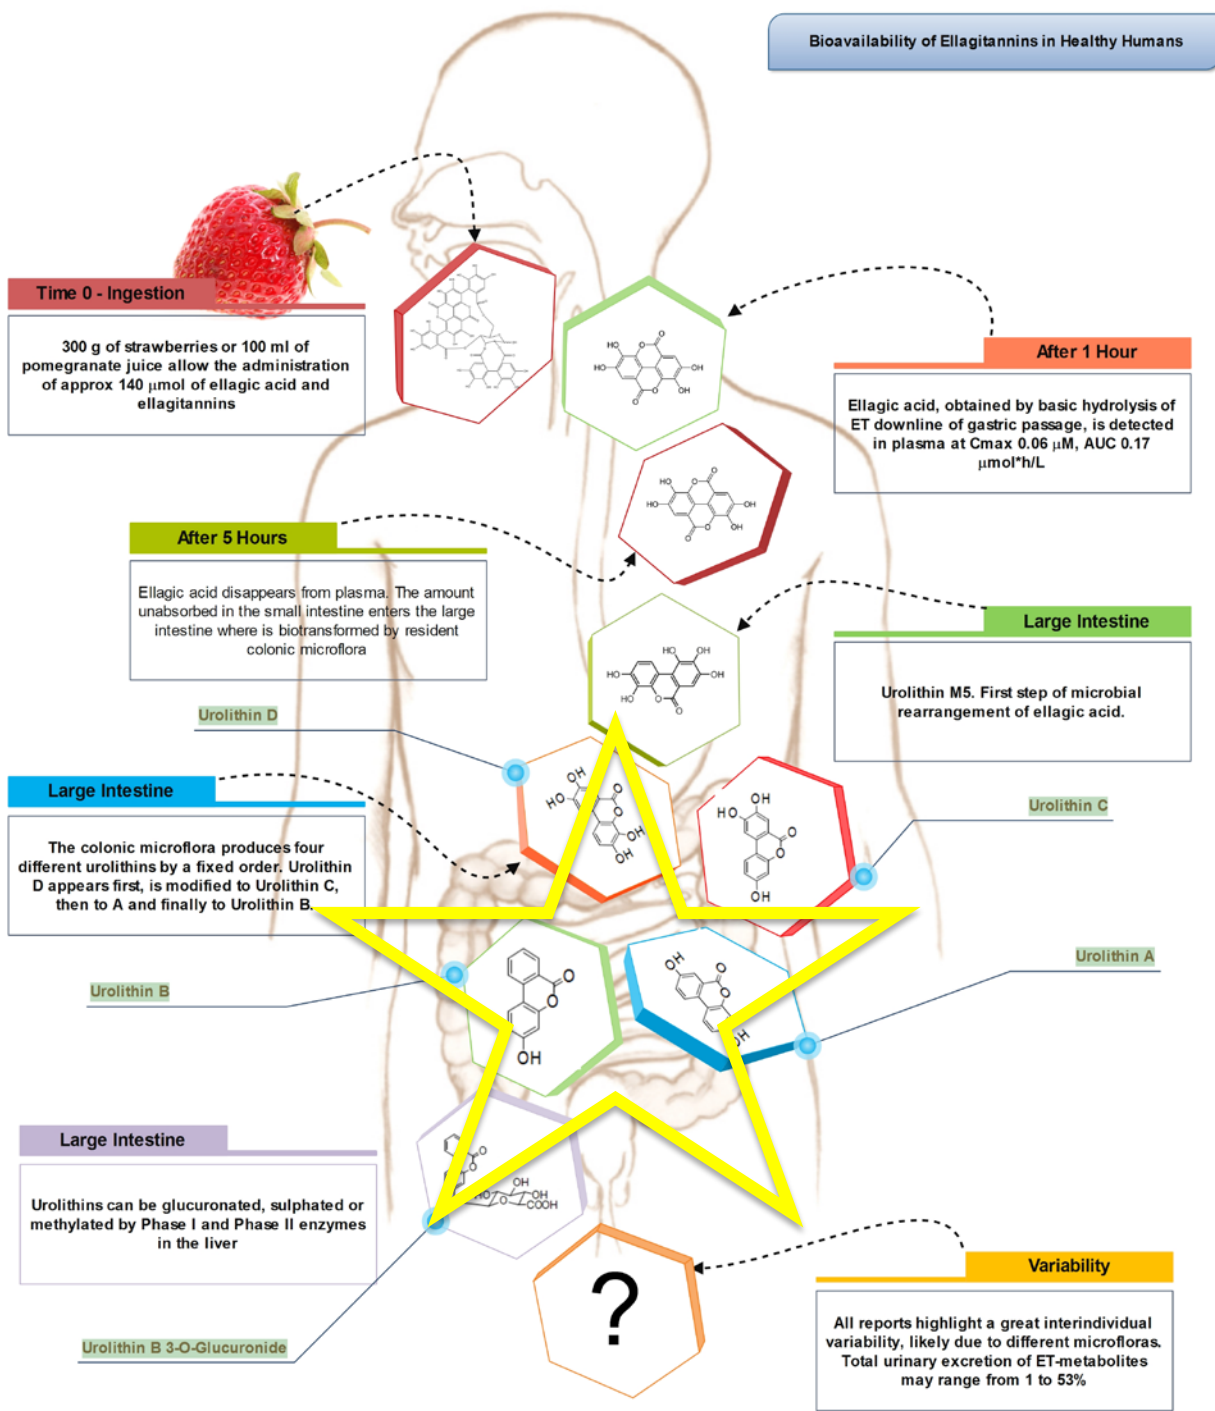 Bioavailability of Ellagitannins in Healthy Humans
Time 0 - Ingestion
300 g of strawberries or 100 ml of
pomegranate juice allow the administration
of approx 140 μmol of ellagic acid and
ellagitannins
After 1 Hour
Ellagic acid, obtained by basic hydrolysis of
ET downline of gastric passage, is detected
in plasma at Cmax 0.06 μM, AUC 0.17
μmol*h/L
After 5 Hours
Ellagic acid disappears from plasma. The amount
unabsorbed in the small intestine enters the large
intestine where is biotransformed by resident
colonic microflora
Large Intestine
Urolithin M5. First step of microbial
rearrangement of ellagic acid.
Urolithin D
Large Intestine
The colonic microflora produces four
different urolithins by a fixed order. Urolithin
D appears first, is modified to Urolithin C,
then to A and finally to Urolithin B.
Urolithin C
Urolithin A
Urolithin B
Large Intestine
Urolithins can be glucuronated, sulphated or
methylated by Phase I and Phase II enzymes
in the liver
Urolithin B 3-O-Glucuronide
?
Variability
All reports highlight a great interindividual
variability, likely due to different microfloras.
Total urinary excretion of ET-metabolites
may range from 1 to 53%